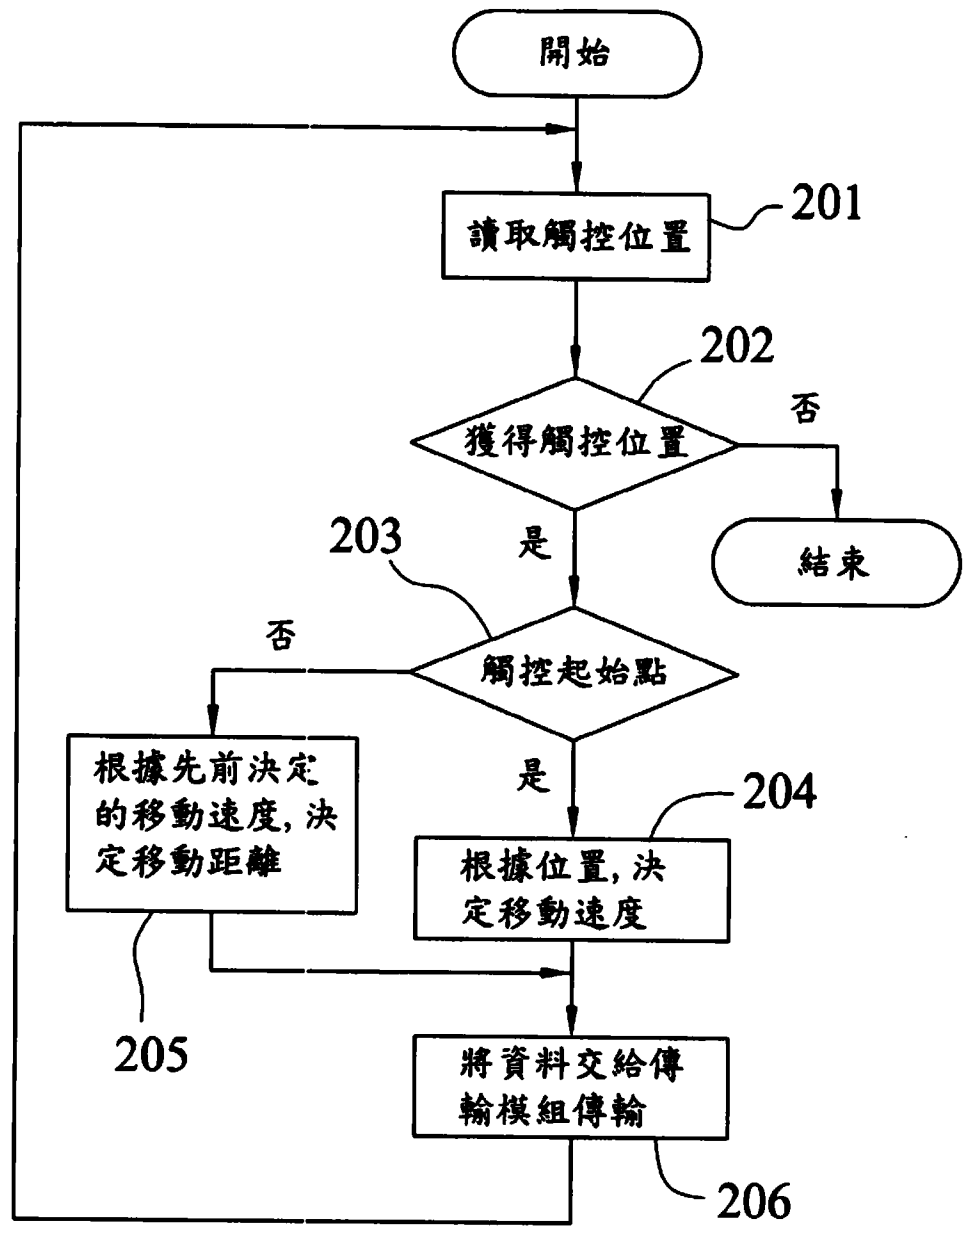 開始
201
讀取觸控位置
202
獲得觸控位置
否
結束
是
203
觸控起始點
否
根據先前決定
的移動速度,決
定移動距離
205
是
204
根據位置,決
定移動速度
將資料交給傳
輸模組傳輸
206